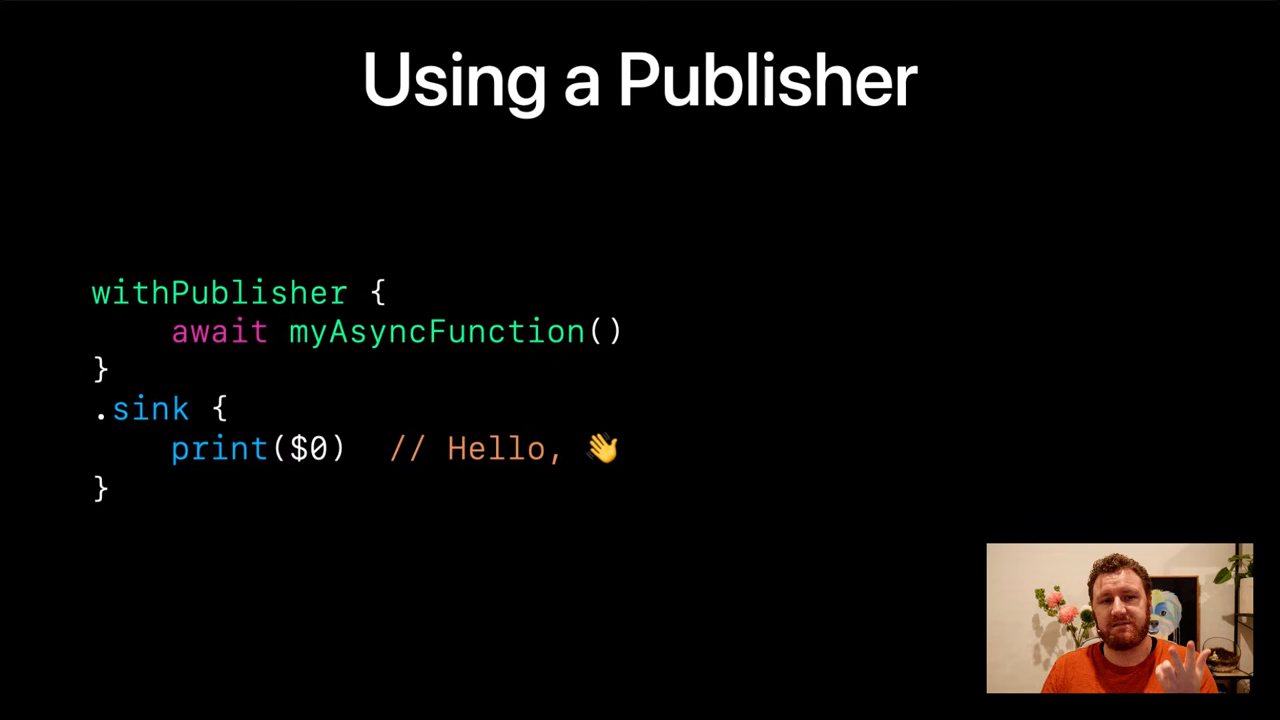 Using a Publisher
withPublisher {
    await myAsyncFunction()
}
.sink {
    print($0)  // Hello, 👋
}